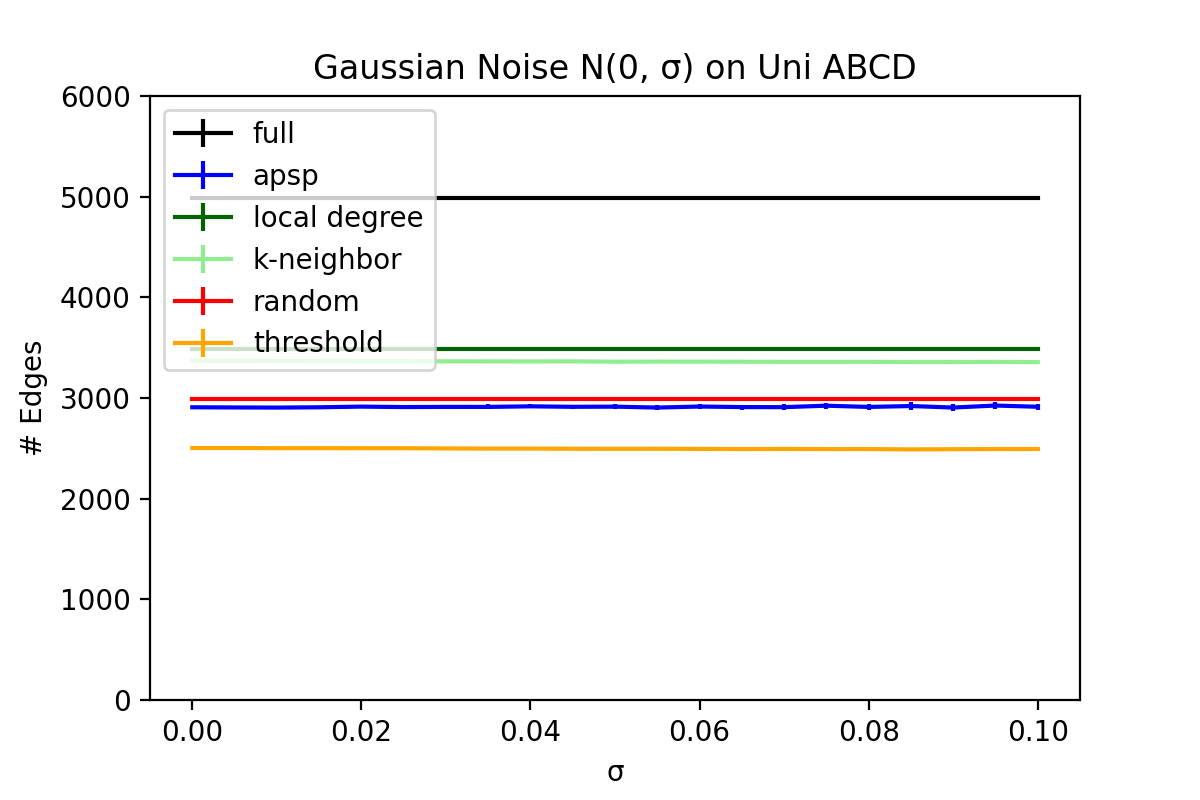 Gaussian Noise N(0, σ) on Uni ABCD
6000
5000
4000
3000
2000
1000
0
# Edges
full
apsp
local degree
k-neighbor
random
threshold
0.00 0.02 0.04 0.06 0.08 0.10
σ